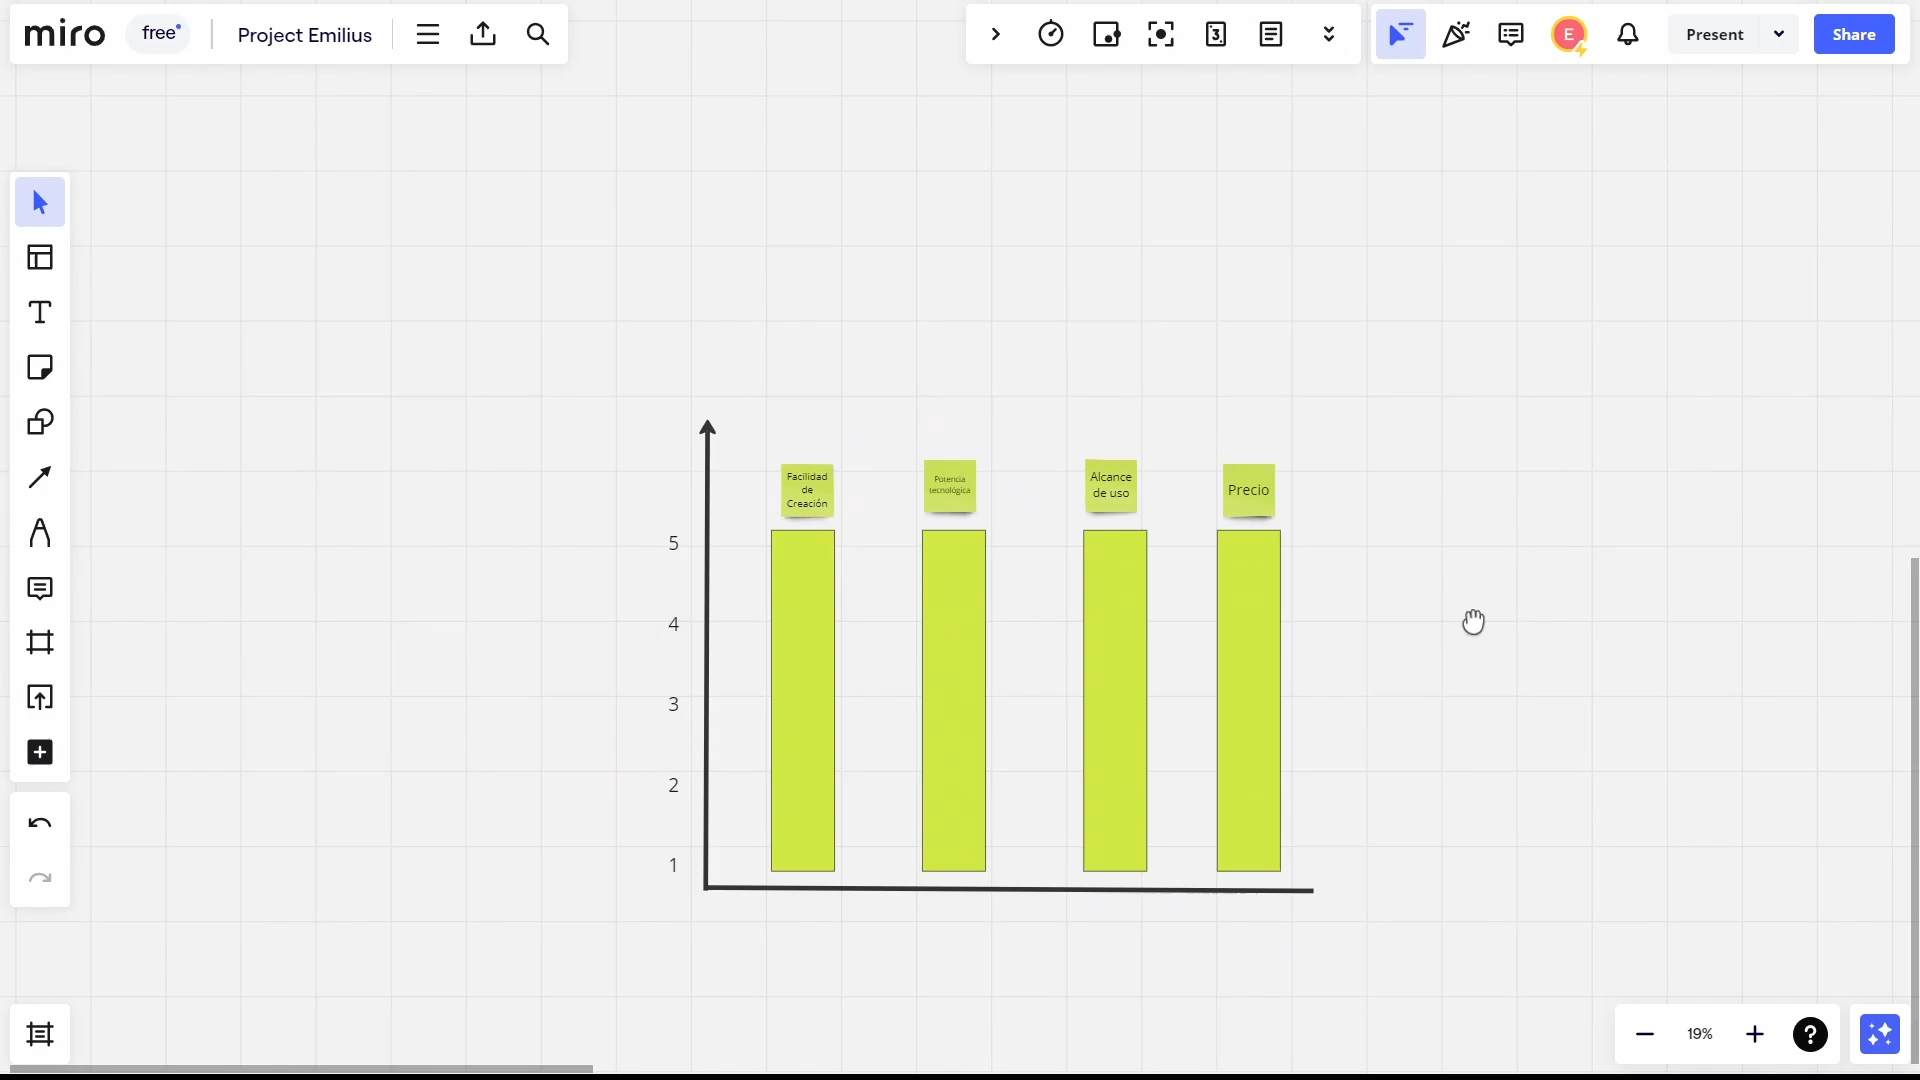 miro
free
Project Emilius
3
E
Present
Share
Facilidad
de
Creación
Potencia
tecnológica
Alcance
de uso
Precio
5
4
3
2
1
19%
?